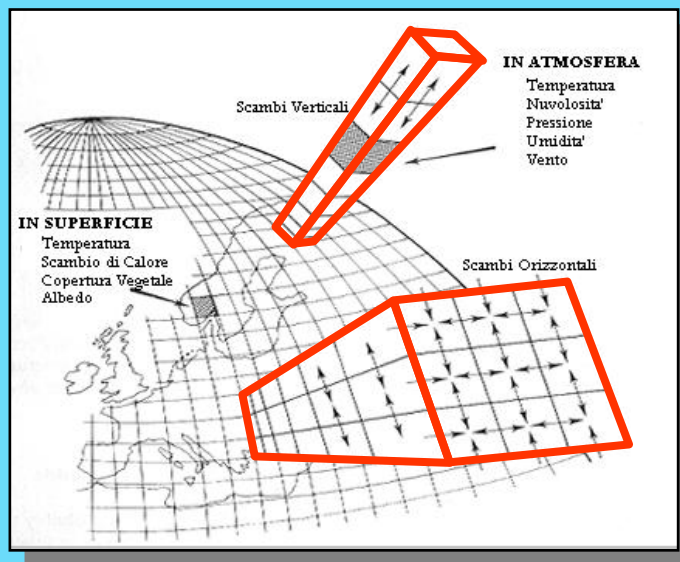 IN ATMOSFERA
Temperatura
Nuvolosita'
Pressione
Umidita'
Vento
Scambi Verticali
IN SUPERFICIE
Temperatura
Scambio di Calore
Copertura Vegetale
Albedo
Scambi Orizzontali